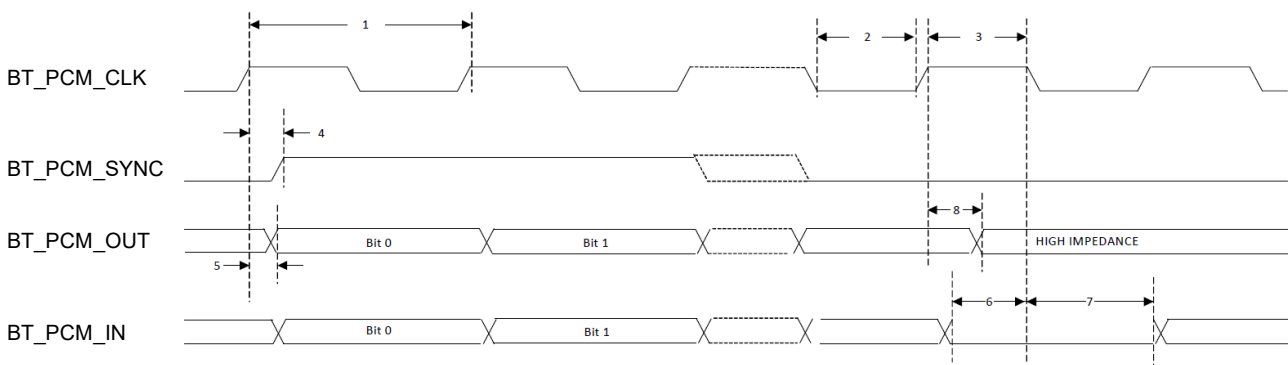 1
2
3
BT_PCM_CLK
4
BT_PCM_SYNC
8
BT_PCM_OUT
Bit 0
Bit 1
HIGH IMPEDANCE
5
6
7
BT_PCM_IN
Bit 0
Bit 1